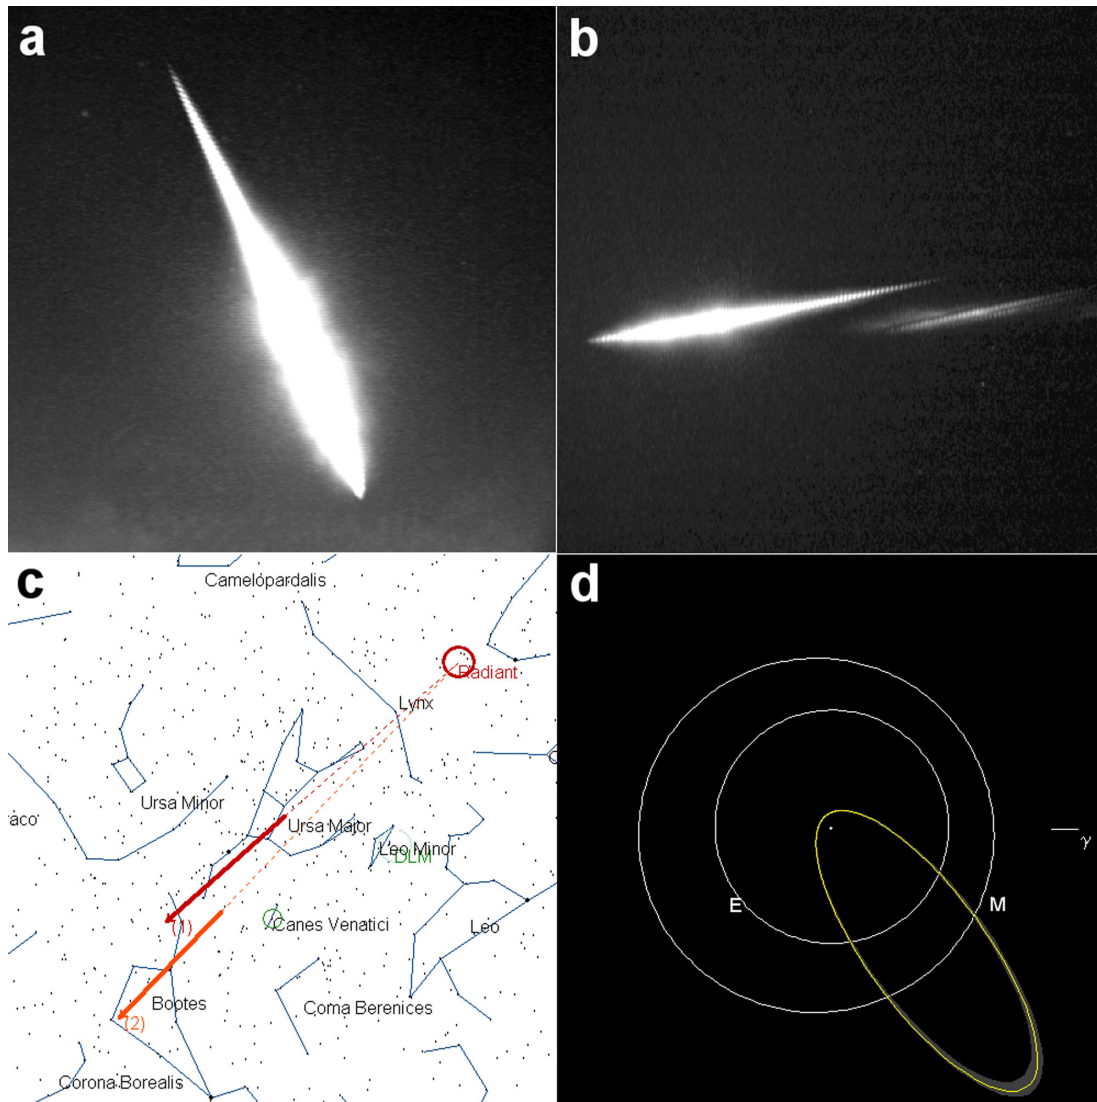 a
b
c
Camelopardalis
Radiant
Lynx
Ursa Minor
aco
Ursa Major
Leo Minor
DLM
(1)
Canes Venatici
Leo
Bootes
Coma Berenices
(2)
Corona Borealis
d
γ
E
M